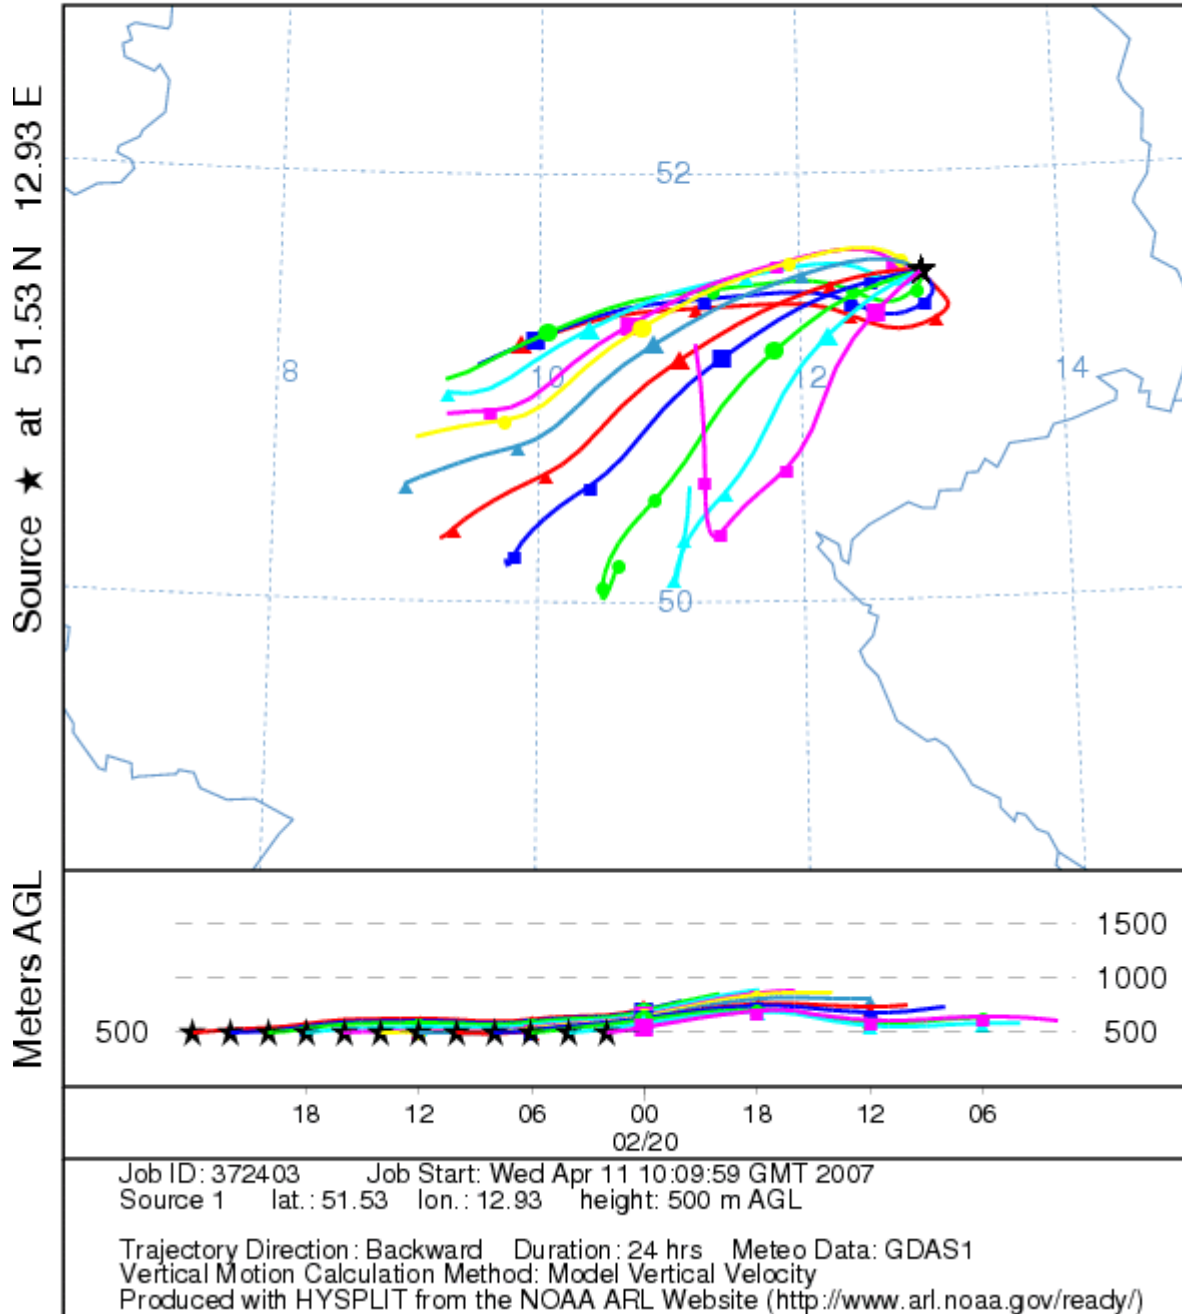 Source ★ at 51.53 N 12.93 E
52
8
10
12
14
50
Meters AGL
1500
1000
500
500
18 12 06 00 18 12 06
02/20
Job ID: 372403 Job Start: Wed Apr 11 10:09:59 GMT 2007
Source 1 lat.: 51.53 lon.: 12.93 height: 500 m AGL
Trajectory Direction: Backward Duration: 24 hrs Meteo Data: GDAS1
Vertical Motion Calculation Method: Model Vertical Velocity
Produced with HYSPLIT from the NOAA ARL Website (http://www.arl.noaa.gov/ready/)